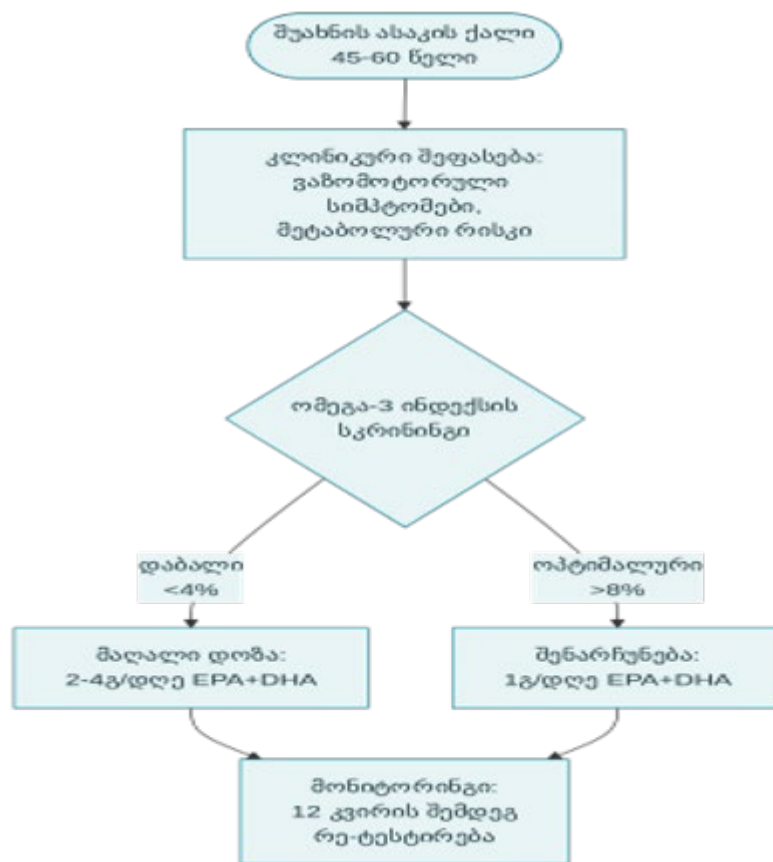 შუახნის ასაკის ქალი
45-60 წელი
კლინიკური შეფასება:
ვაზომოტორული
სიმპტომები,
მეტაბოლური რისკი
ომეგა-3 ინდექსის
სკრინინგი
დაბალი
<4%
ოპტიმალური
>8%
მაღალი დოზა:
2-4გ/დღე EPA+DHA
შენარჩუნება:
1გ/დღე EPA+DHA
მონიტორინგი:
12 კვირის შემდეგ
რე-ტესტირება